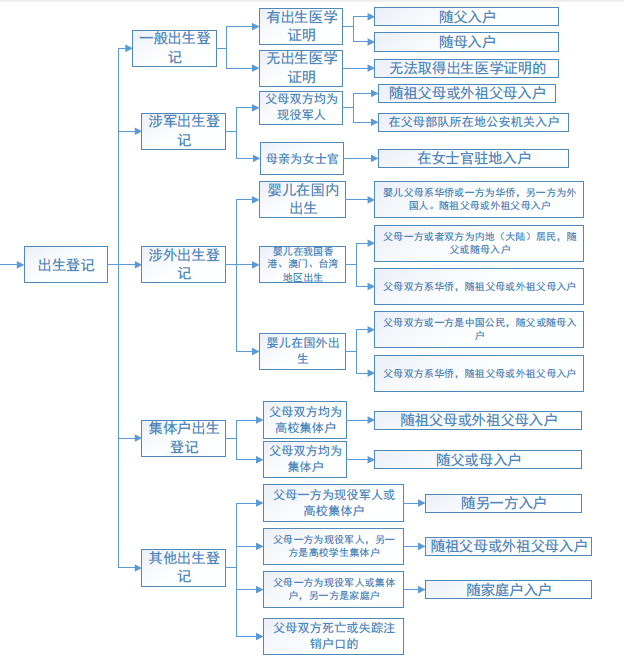 出生登记
一般出生登
记
有出生医学
证明
随父入户
随母入户
无出生医学
证明
无法取得出生医学证明的
涉军出生登
记
父母双方均为
现役军人
随祖父母或外祖父母入户
在父母部队所在地公安机关入户
母亲为女士官
在女士官驻地入户
涉外出生登
记
婴儿在国内
出生
婴儿父母系华侨或一方为华侨，另一方为外
国人。随祖父母或外祖父母入户
婴儿在我国香
港、澳门、台湾
地区出生
父母一方或者双方为内地（大陆）居民，随
父或随母入户
父母双方系华侨，随祖父母或外祖父母入户
婴儿在国外出
生
父母双方或一方是中国公民，随父或随母入
户
父母双方系华侨，随祖父母或外祖父母入户
集体户出生
登记
父母双方均为
高校集体户
随祖父母或外祖父母入户
父母双方均为
集体户
随父或母入户
其他出生登
记
父母一方为现役军人或
高校集体户
随另一方入户
父母一方为现役军人，另一
方是高校学生集体户
随祖父母或外祖父母入户
父母一方为现役军人或集体
户，另一方是家庭户
随家庭户入户
父母双方死亡或失踪注
销户口的